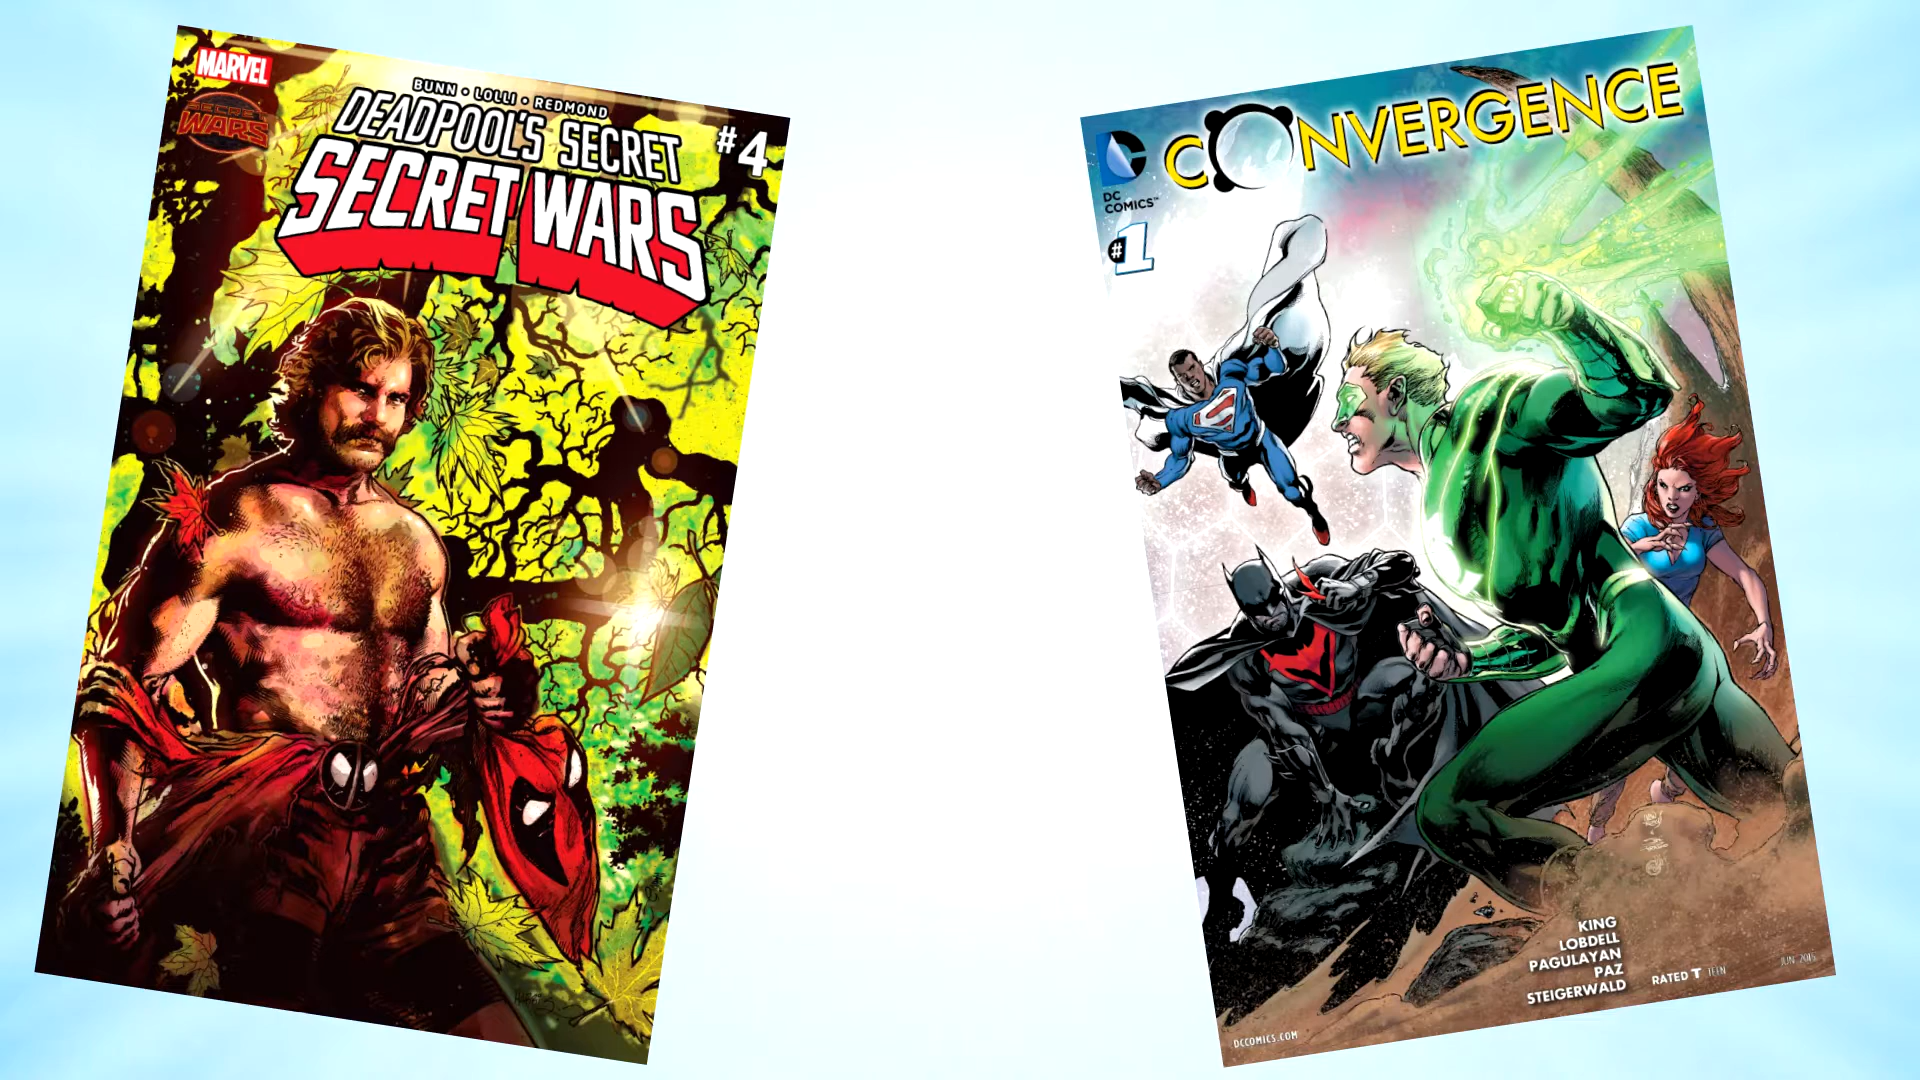 MARVEL
SECRET
WARS
BUNN • LOLLI • REDMOND
DEADPOOL'S SECRET
SECRET WARS
#4
CONVERGENCE
DC
COMICS™
#1
KING
LOBDELL
PAGULAYAN
PAZ
STEIGERWALD
RATED T TEEN
JUN 2015
DCCOMICS.COM